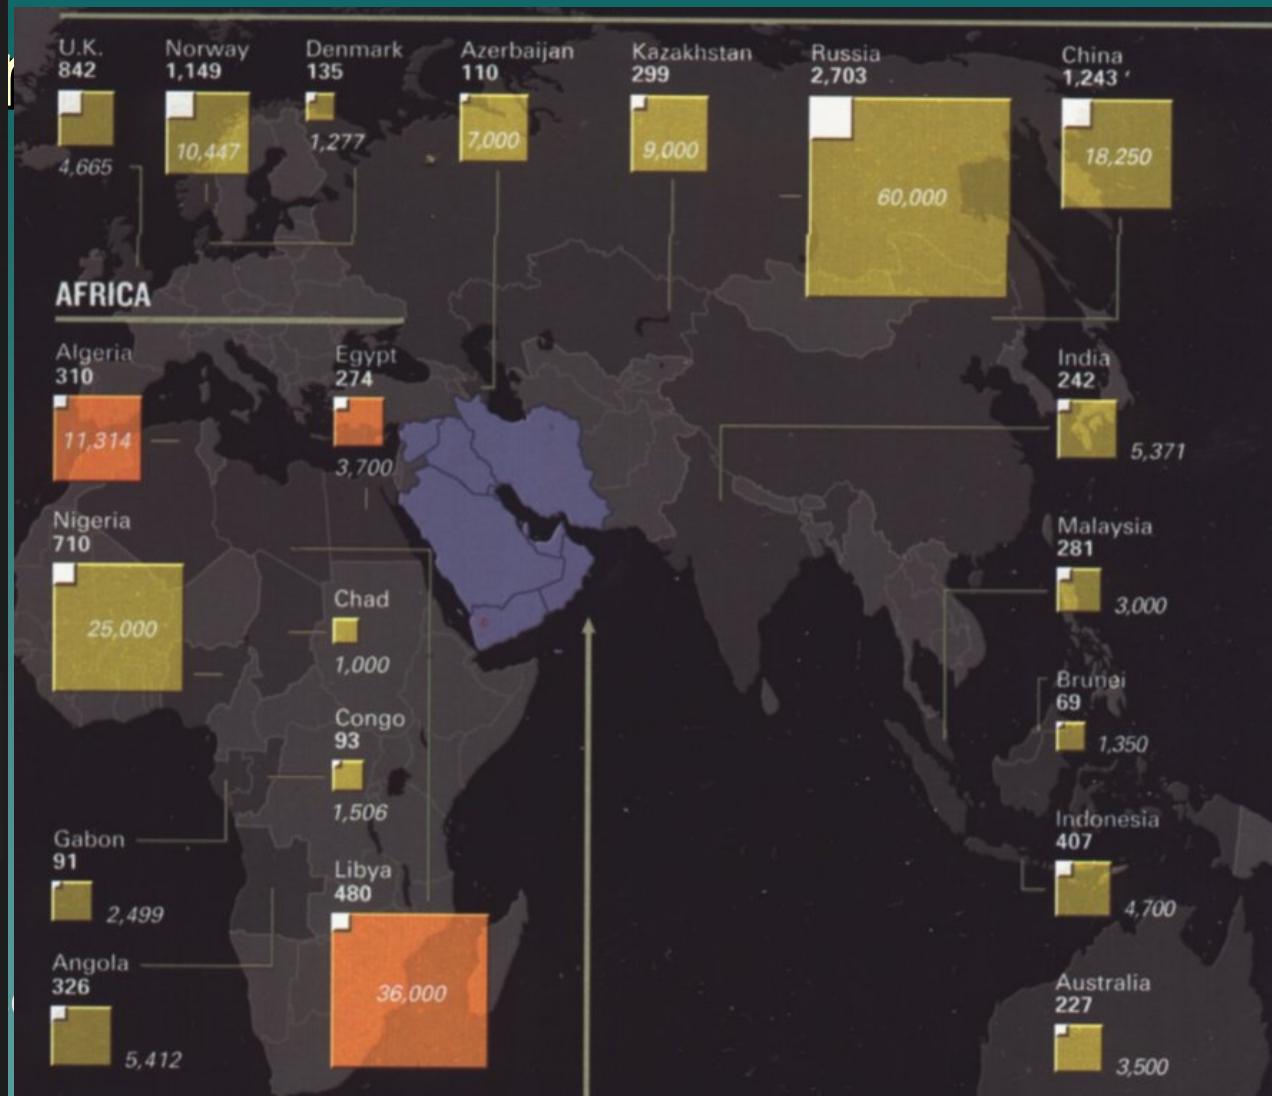 U.K.
842
4,665
Norway
1,149
10,447
Denmark
135
1,277
Azerbaijan
110
7,000
Kazakhstan
299
9,000
Russia
2,703
60,000
China
1,243
18,250
AFRICA
Algeria
310
11,314
Egypt
274
3,700
India
242
5,371
Nigeria
710
25,000
Chad
1,000
Malaysia
281
3,000
Congo
93
1,506
Brunei
69
1,350
Gabon
91
2,499
Libya
480
36,000
Indonesia
407
4,700
Angola
326
5,412
Australia
227
3,500